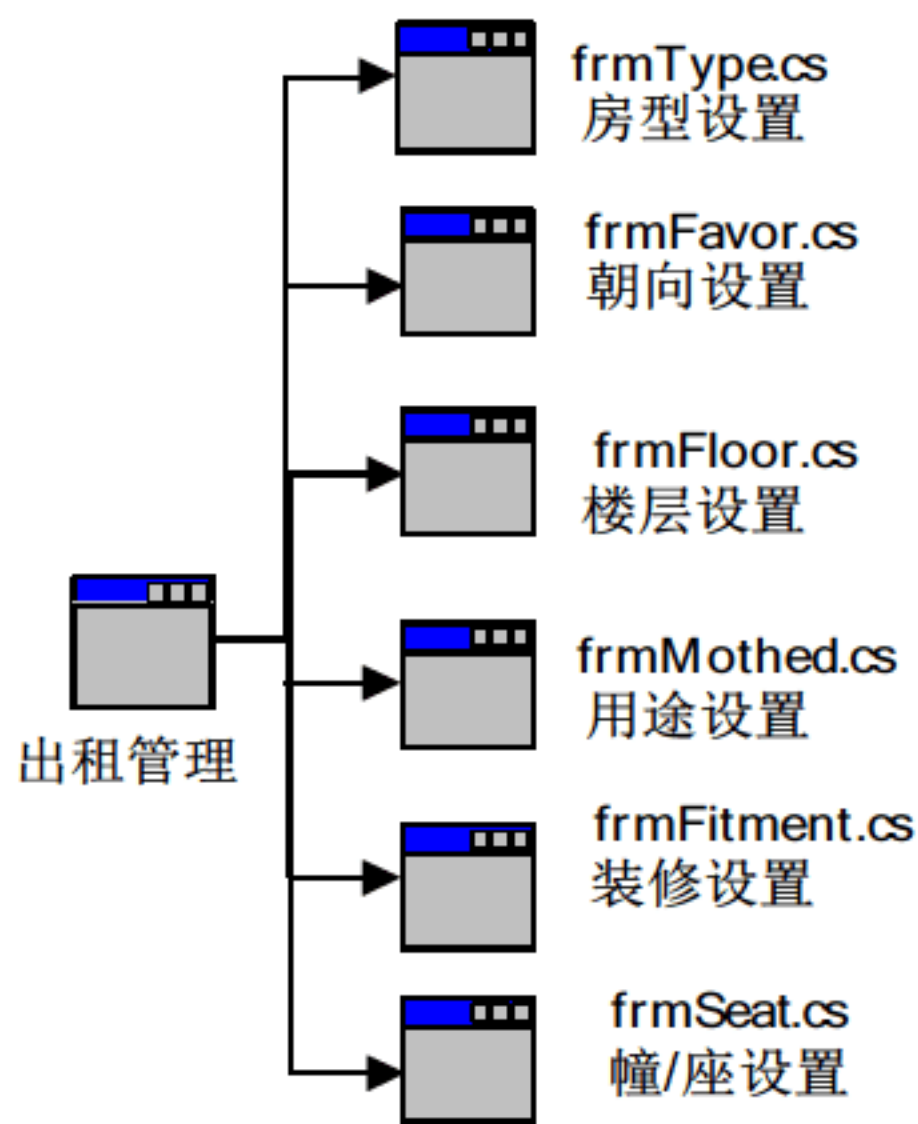 frmType.cs
房型设置
frmFavor.cs
朝向设置
frmFloor.cs
楼层设置
frmMothed.cs
用途设置
出租管理
frmFitment.cs
装修设置
frmSeat.cs
幢/座设置